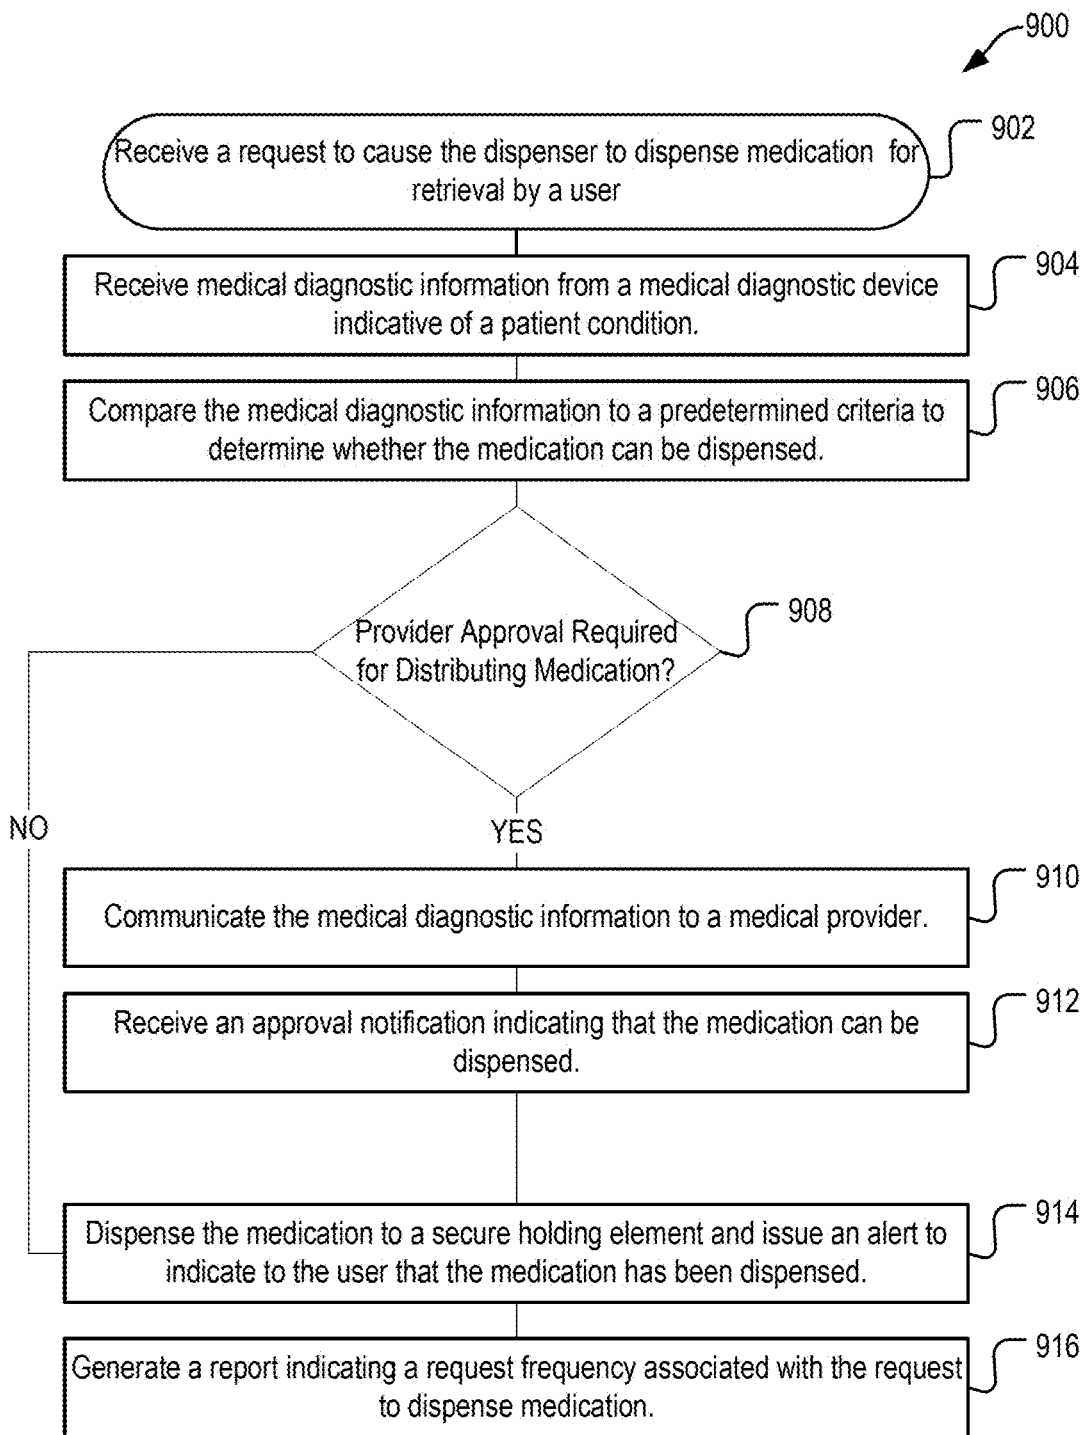 900
Receive a request to cause the dispenser to dispense medication for
retrieval by a user
902
Receive medical diagnostic information from a medical diagnostic device
indicative of a patient condition.
904
Compare the medical diagnostic information to a predetermined criteria to
determine whether the medication can be dispensed.
906
Provider Approval Required
for Distributing Medication?
908
NO
YES
Communicate the medical diagnostic information to a medical provider.
910
Receive an approval notification indicating that the medication can be
dispensed.
912
Dispense the medication to a secure holding element and issue an alert to
indicate to the user that the medication has been dispensed.
914
Generate a report indicating a request frequency associated with the request
to dispense medication.
916